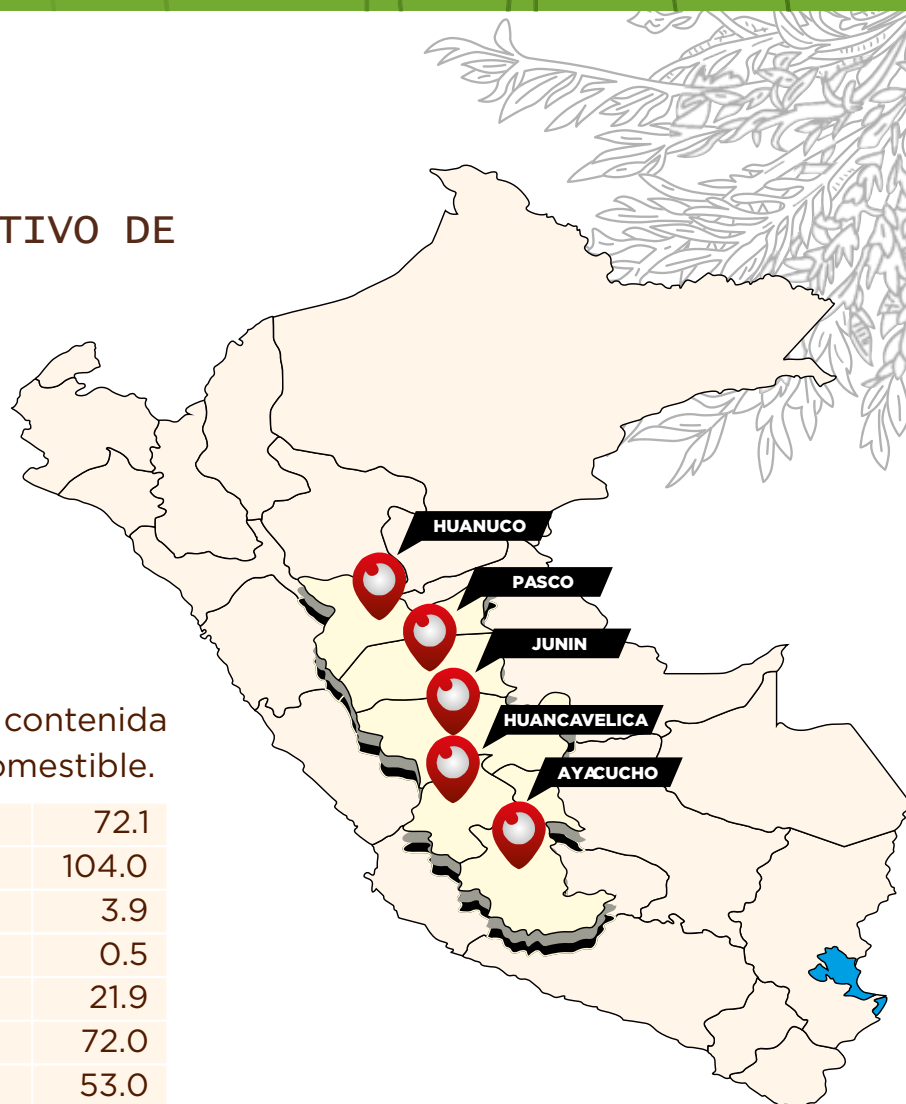 TIVO DE
HUANUCO
PASCO
JUNIN
HUANCAVELICA
AYACUCHO
contenida
omestible.
72.1
104.0
3.9
0.5
21.9
72.0
53.0